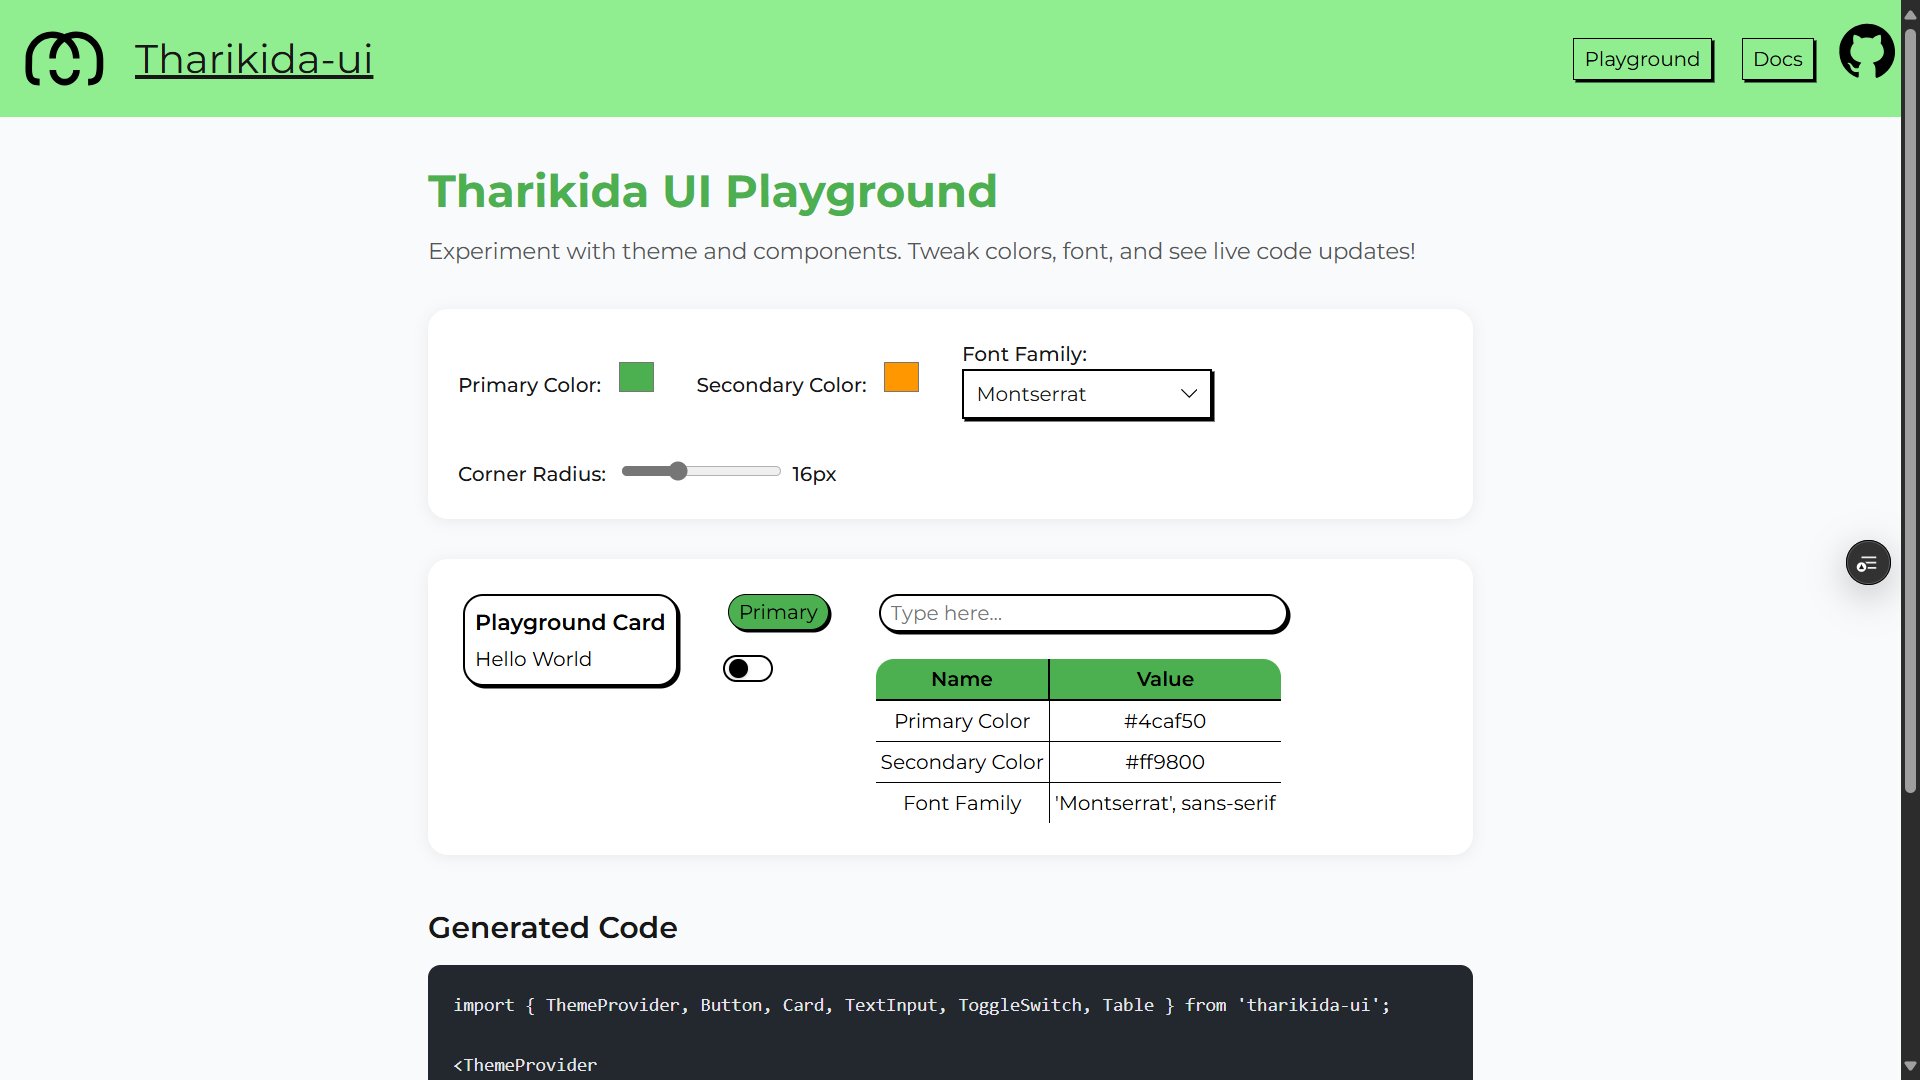 Tharikida-ui
Playground
Docs
Tharikida UI Playground
Experiment with theme and components. Tweak colors, font, and see live code updates!
Primary Color:
Secondary Color:
Font Family:
Montserrat
Corner Radius:
16px
Playground Card
Hello World
Primary
Type here...
Name Value
Primary Color #4caf50
Secondary Color #ff9800
Font Family 'Montserrat', sans-serif
Generated Code
import { ThemeProvider, Button, Card, TextInput, ToggleSwitch, Table } from 'tharikida-ui';
<ThemeProvider